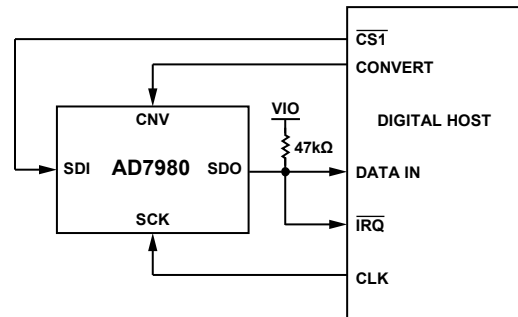 CS1
CONVERT
VIO
CNV
DIGITAL HOST
47kΩ
SDI
AD7980
SDO
DATA IN
SCK
IRQ
CLK